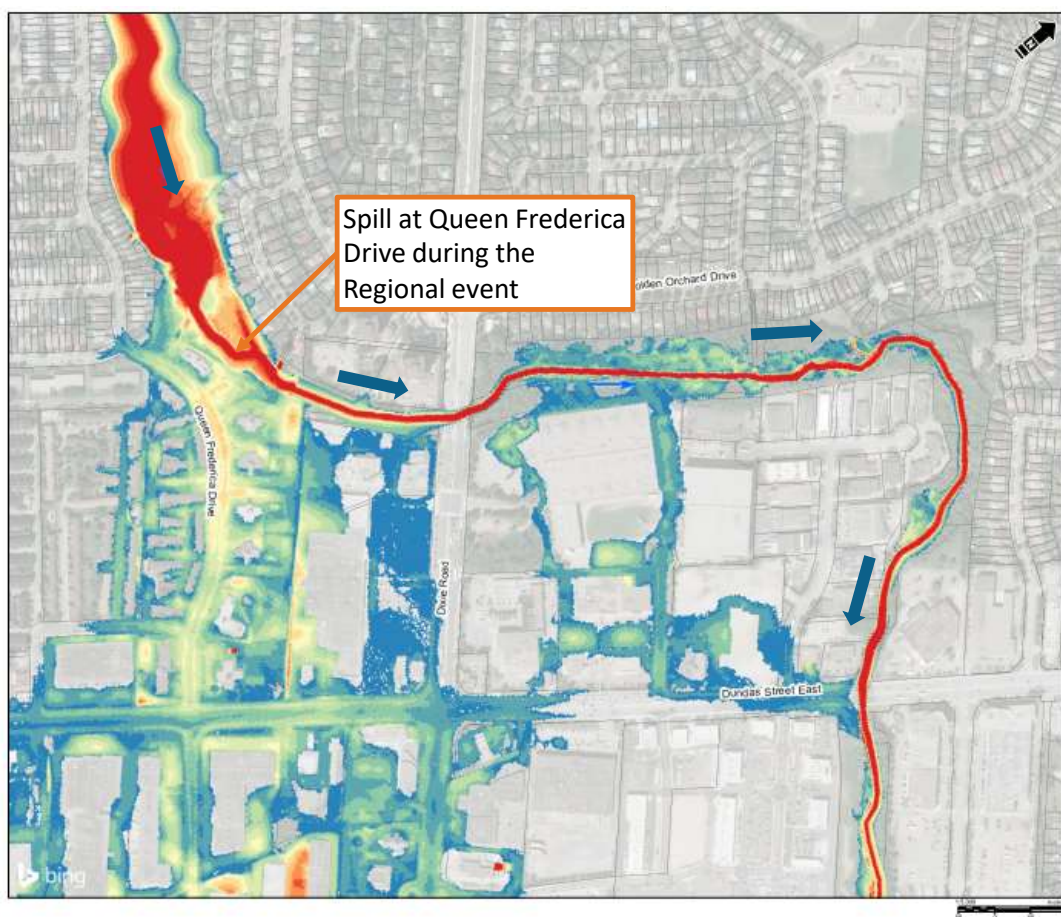 Spill at Queen Frederica
Drive during the
Regional event
Orchard Drive
Queen Frederica Drive
Dixie Road
Dundas Street East
bing